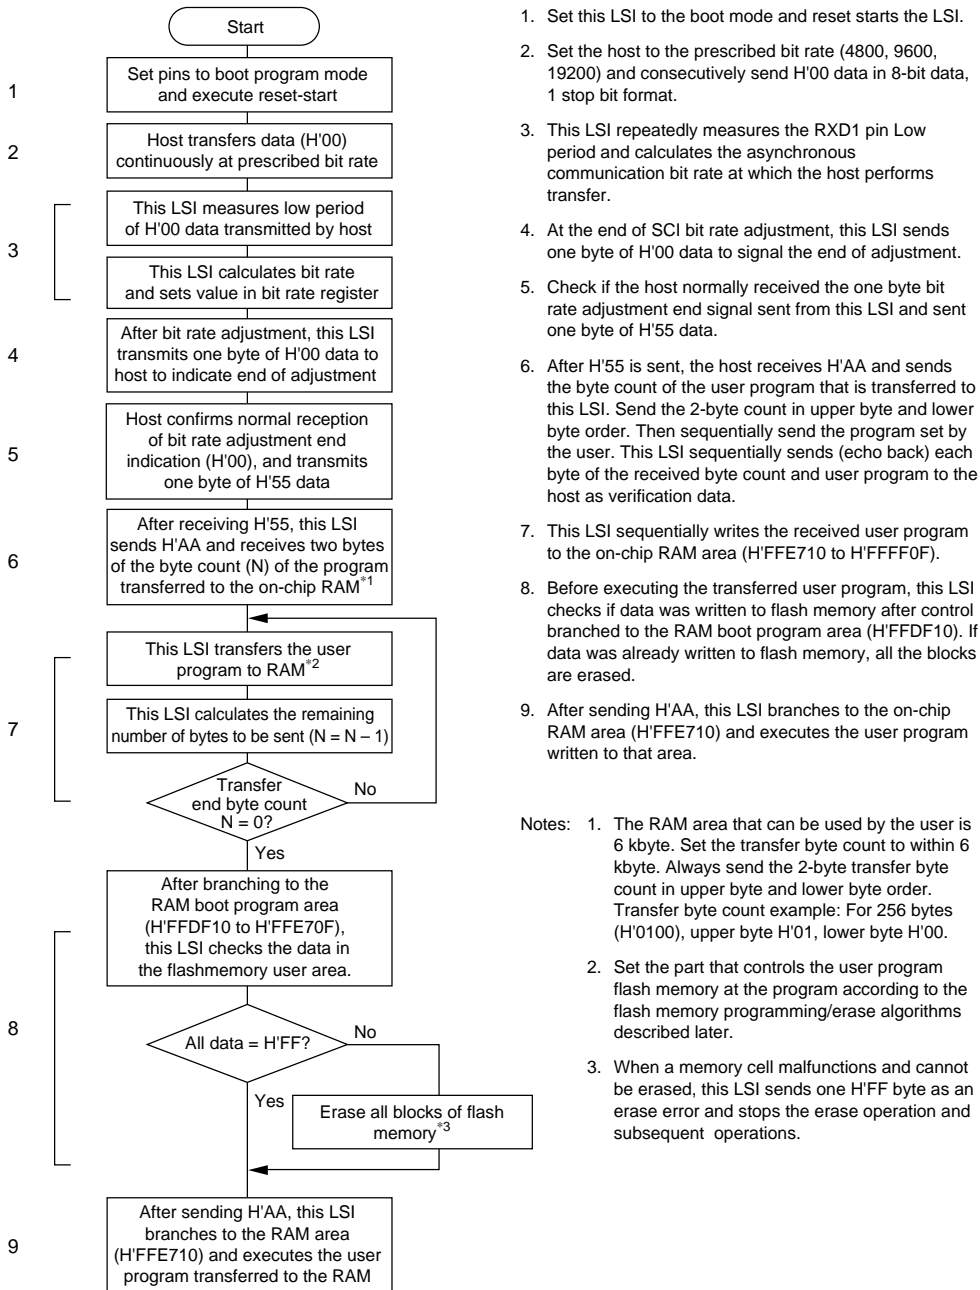 Start
1
Set pins to boot program mode
and execute reset-start
2
Host transfers data (H'00)
continuously at prescribed bit rate
3
This LSI measures low period
of H'00 data transmitted by host
This LSI calculates bit rate
and sets value in bit rate register
4
After bit rate adjustment, this LSI
transmits one byte of H'00 data to
host to indicate end of adjustment
5
Host confirms normal reception
of bit rate adjustment end
indication (H'00), and transmits
one byte of H'55 data
6
After receiving H'55, this LSI
sends H'AA and receives two bytes
of the byte count (N) of the program
transferred to the on-chip RAM*1
7
This LSI transfers the user
program to RAM*2
This LSI calculates the remaining
number of bytes to be sent (N = N – 1)
Transfer
end byte count
N = 0?
No
Yes
8
After branching to the
RAM boot program area
(H'FFDF10 to H'FFE70F),
this LSI checks the data in
the flashmemory user area.
All data = H'FF?
No
Yes
Erase all blocks of flash
memory*3
9
After sending H'AA, this LSI
branches to the RAM area
(H'FFE710) and executes the user
program transferred to the RAM
1. Set this LSI to the boot mode and reset starts the LSI.
2. Set the host to the prescribed bit rate (4800, 9600,
19200) and consecutively send H'00 data in 8-bit data,
1 stop bit format.
3. This LSI repeatedly measures the RXD1 pin Low
period and calculates the asynchronous
communication bit rate at which the host performs
transfer.
4. At the end of SCI bit rate adjustment, this LSI sends
one byte of H'00 data to signal the end of adjustment.
5. Check if the host normally received the one byte bit
rate adjustment end signal sent from this LSI and sent
one byte of H'55 data.
6. After H'55 is sent, the host receives H'AA and sends
the byte count of the user program that is transferred to
this LSI. Send the 2-byte count in upper byte and lower
byte order. Then sequentially send the program set by
the user. This LSI sequentially sends (echo back) each
byte of the received byte count and user program to the
host as verification data.
7. This LSI sequentially writes the received user program
to the on-chip RAM area (H'FFE710 to H'FFFF0F).
8. Before executing the transferred user program, this LSI
checks if data was written to flash memory after control
branched to the RAM boot program area (H'FFDF10). If
data was already written to flash memory, all the blocks
are erased.
9. After sending H'AA, this LSI branches to the on-chip
RAM area (H'FFE710) and executes the user program
written to that area.
Notes: 1. The RAM area that can be used by the user is
6 kbyte. Set the transfer byte count to within 6
kbyte. Always send the 2-byte transfer byte
count in upper byte and lower byte order.
Transfer byte count example: For 256 bytes
(H'0100), upper byte H'01, lower byte H'00.
2. Set the part that controls the user program
flash memory at the program according to the
flash memory programming/erase algorithms
described later.
3. When a memory cell malfunctions and cannot
be erased, this LSI sends one H'FF byte as an
erase error and stops the erase operation and
subsequent operations.